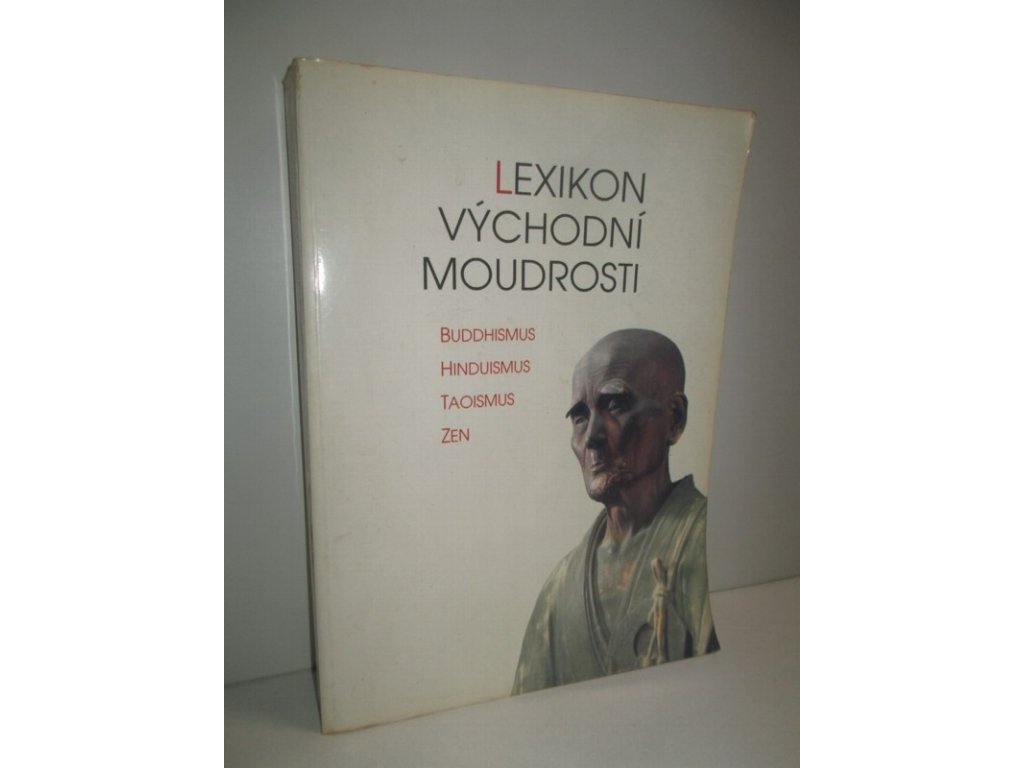 LEXIKON
VÝCHODNÍ
MOUDROSTI
BUDDHISMUS
HINDUISMUS
TAOISMUS
ZEN